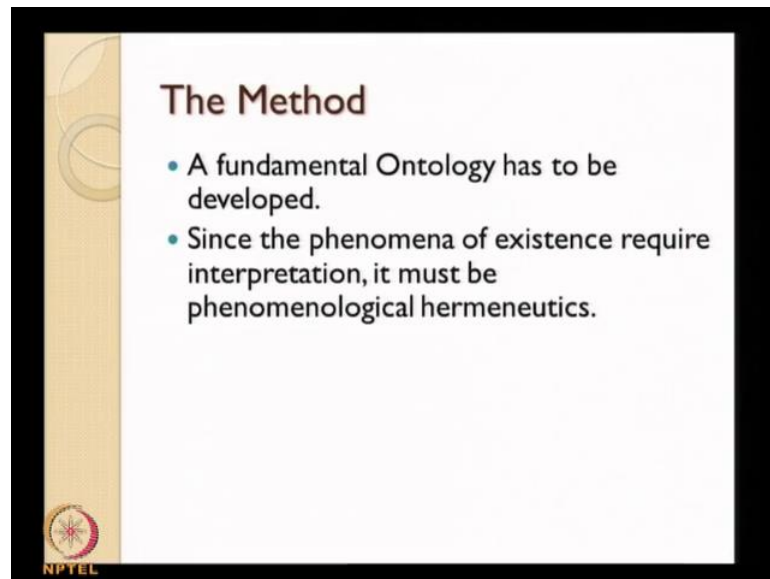 The Method
• A fundamental Ontology has to be
developed.
• Since the phenomena of existence require
interpretation, it must be
phenomenological hermeneutics.
NPTEL